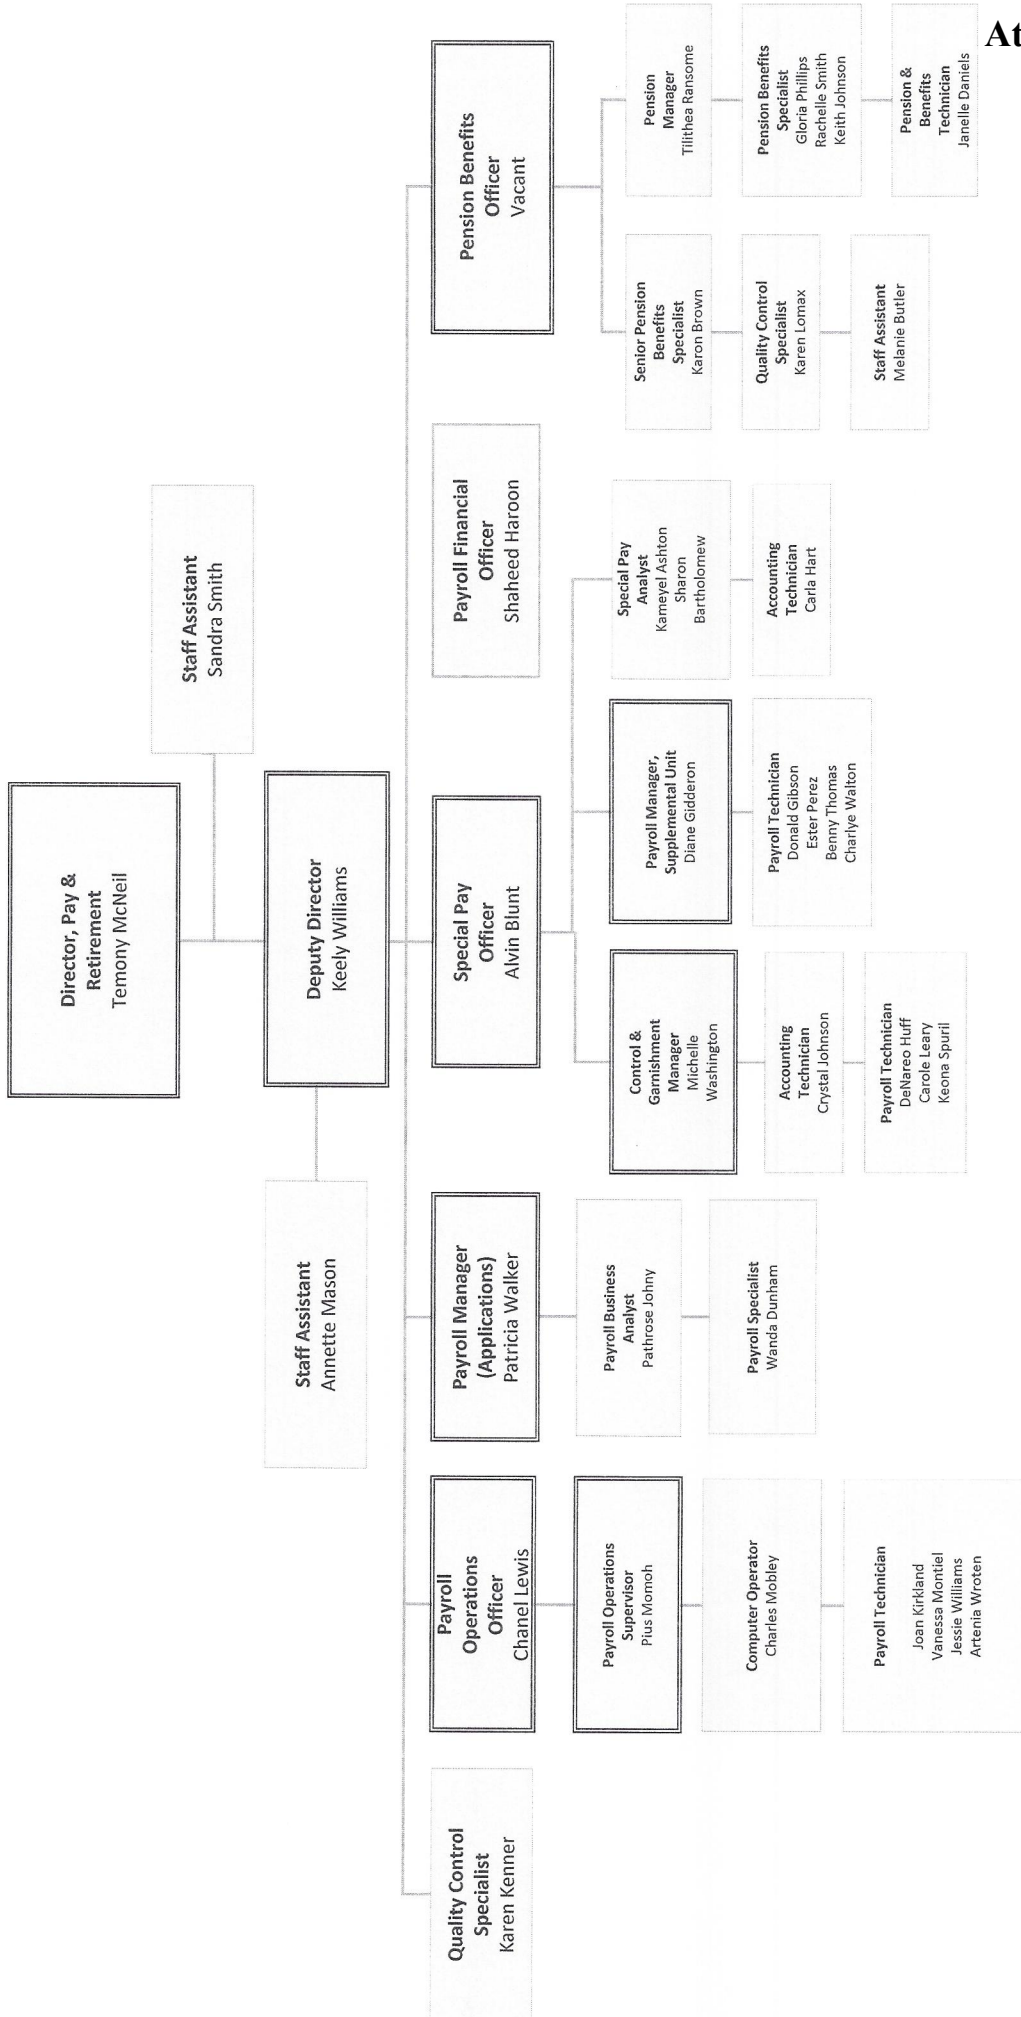 At
Director, Pay &
Retirement
Temony McNeil
Staff Assistant
Sandra Smith
Deputy Director
Keely Williams
Staff Assistant
Annette Mason
Quality Control
Specialist
Karen Kenner
Payroll
Operations
Officer
Chanel Lewis
Payroll Manager
(Applications)
Patricia Walker
Special Pay
Officer
Alvin Blunt
Payroll Financial
Officer
Shaheed Haroon
Pension Benefits
Officer
Vacant
Payroll Operations
Supervisor
Pius Momoh
Computer Operator
Charles Mobley
Payroll Technician
Joan Kirkland
Vanessa Montiel
Jessie Williams
Artenia Wroten
Payroll Business
Analyst
Pathrose Johny
Payroll Specialist
Wanda Dunham
Control &
Garnishment
Manager
Michelle
Washington
Accounting
Technician
Crystal Johnson
Payroll Technician
DeNareo Huff
Carole Leary
Keona Spuril
Payroll Manager,
Supplemental Unit
Diane Gidderon
Payroll Technician
Donald Gibson
Ester Perez
Benny Thomas
Charlye Walton
Special Pay
Analyst
Kameyel Ashton
Sharon
Bartholomew
Accounting
Technician
Carla Hart
Senior Pension
Benefits
Specialist
Karon Brown
Quality Control
Specialist
Karen Lomax
Staff Assistant
Melanie Butler
Pension
Manager
Tilithea Ransome
Pension Benefits
Specialist
Gloria Phillips
Rachelle Smith
Keith Johnson
Pension &
Benefits
Technician
Janelle Daniels